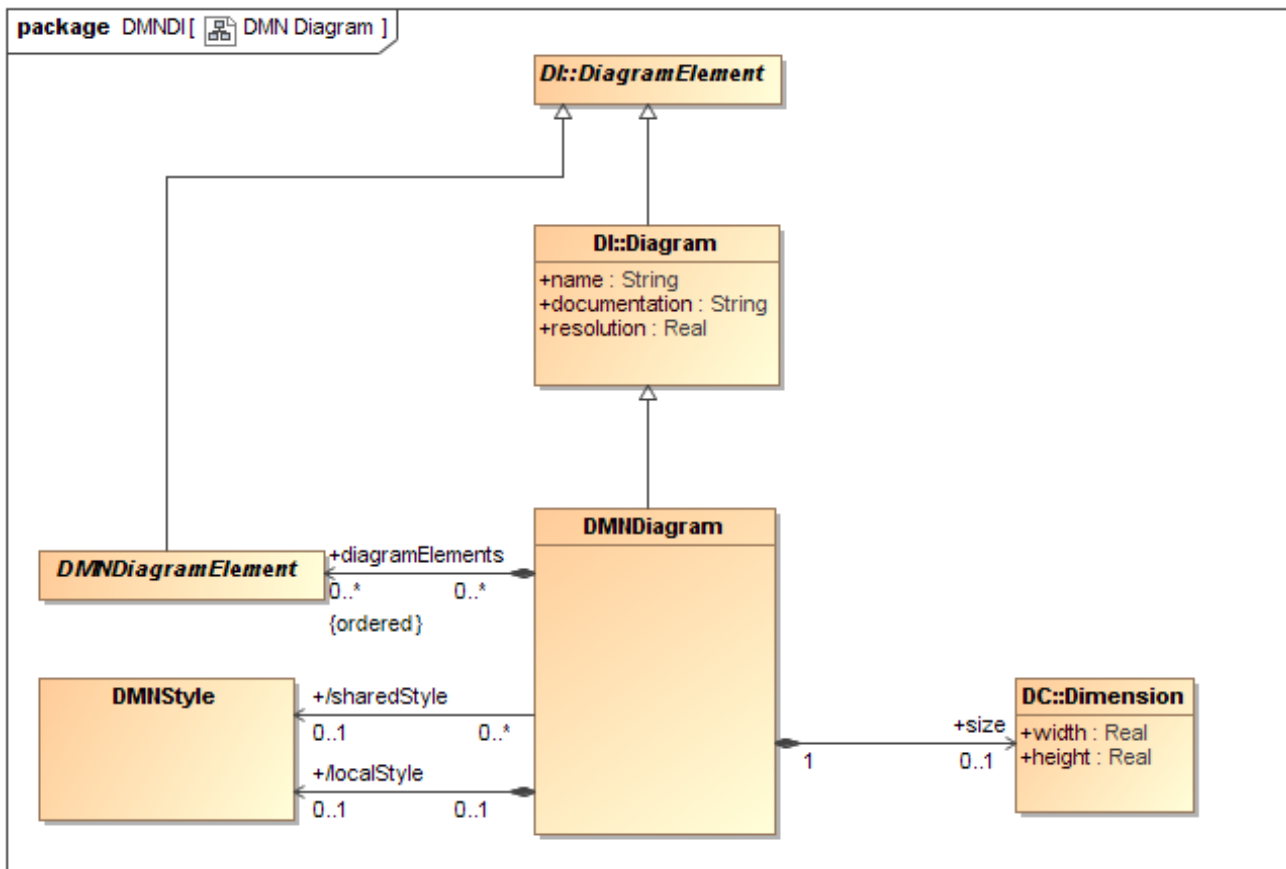 package DMNDI [ DMN Diagram ]
DI::DiagramElement
DI::Diagram
+name : String
+documentation : String
+resolution : Real
DMNDiagram
DMNDiagramElement
+diagramElements
0..* 0..*
{ordered}
DMNStyle
+/sharedStyle
0..1 0..*
+/localStyle
0..1 0..1
+size
1 0..1
DC::Dimension
+width : Real
+height : Real